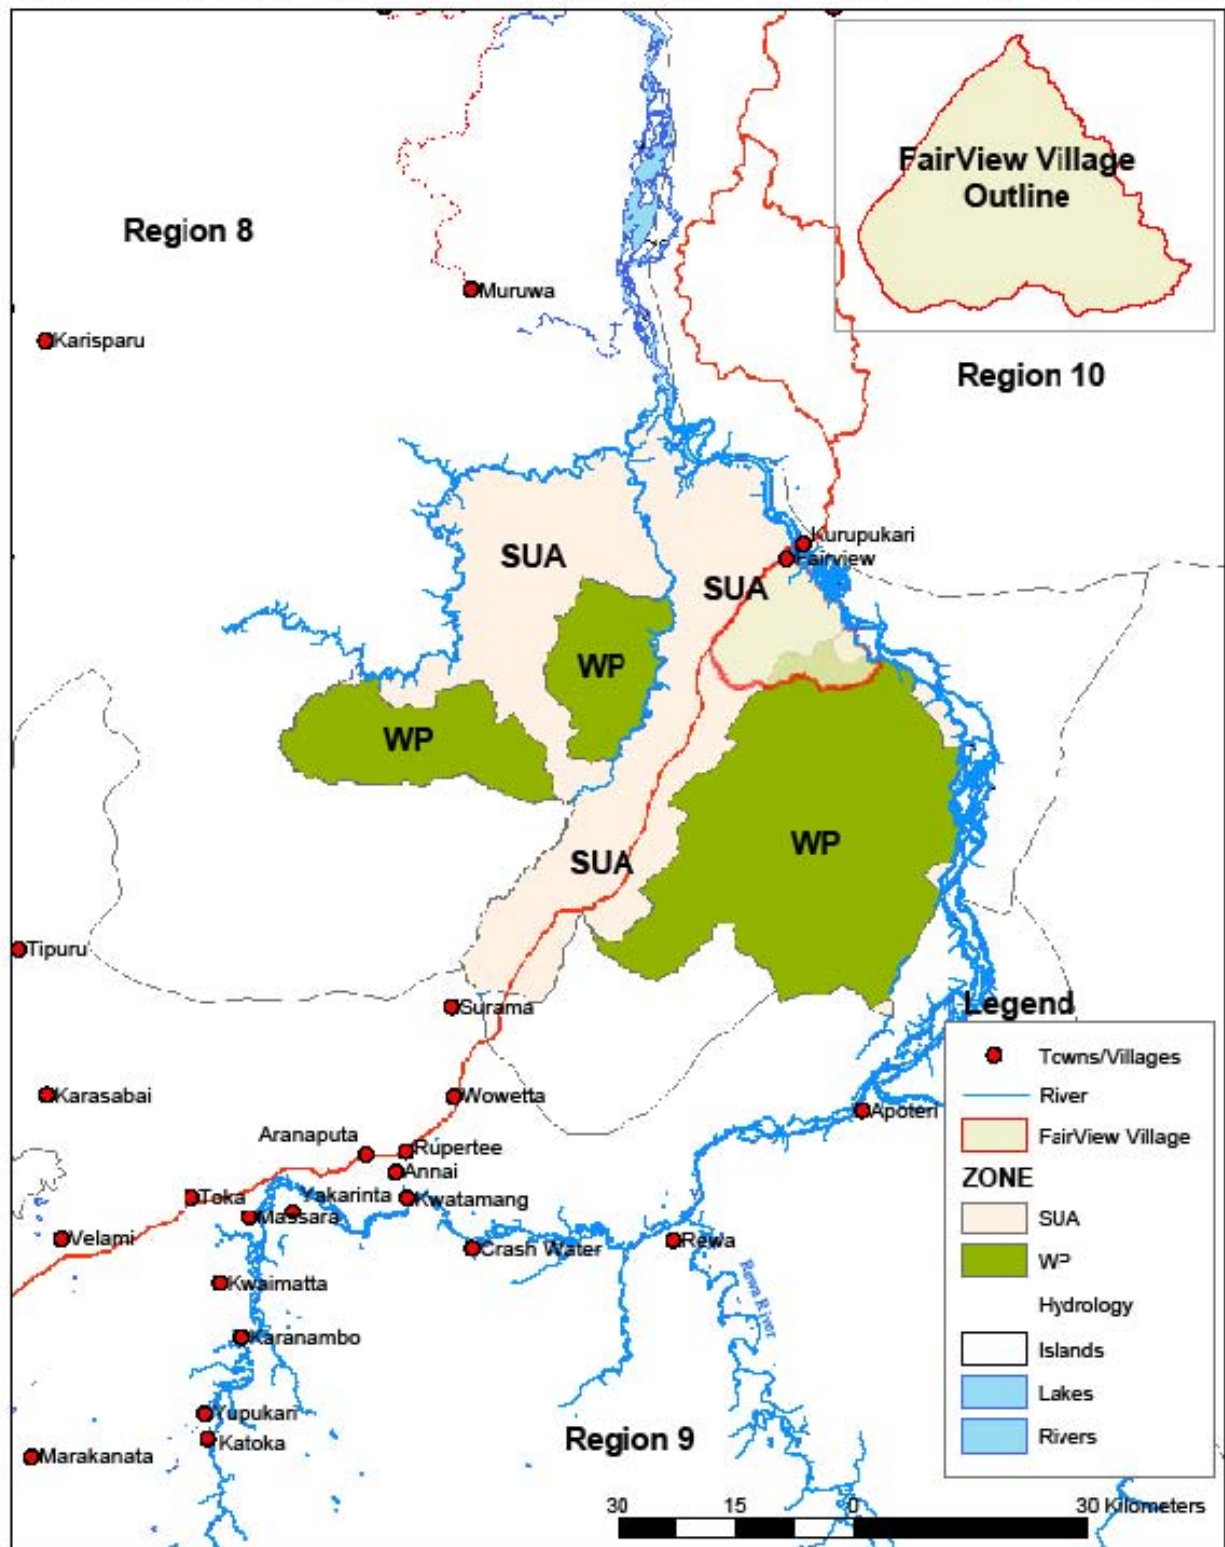 FairView Village
Outline
Region 8
Muruwa
Karisparu
Region 10
SUA
Kurupukari
Fairview
SUA
WP
WP
WP
SUA
Tipuru
Surama
Legend
Towns/Villages
River
FairView Village
ZONE
SUA
WP
Hydrology
Islands
Lakes
Rivers
Karasabai
Wowetta
Apoteri
Aranaputa
Rupertee
Annai
Toka
Yakarinta
Kwatamang
Massara
Velami
Crash Water
Rewa
Kwaimatta
Rewa River
Karanambo
Yupukari
Katoka
Region 9
Marakanata
30 15 0 30 Kilometers